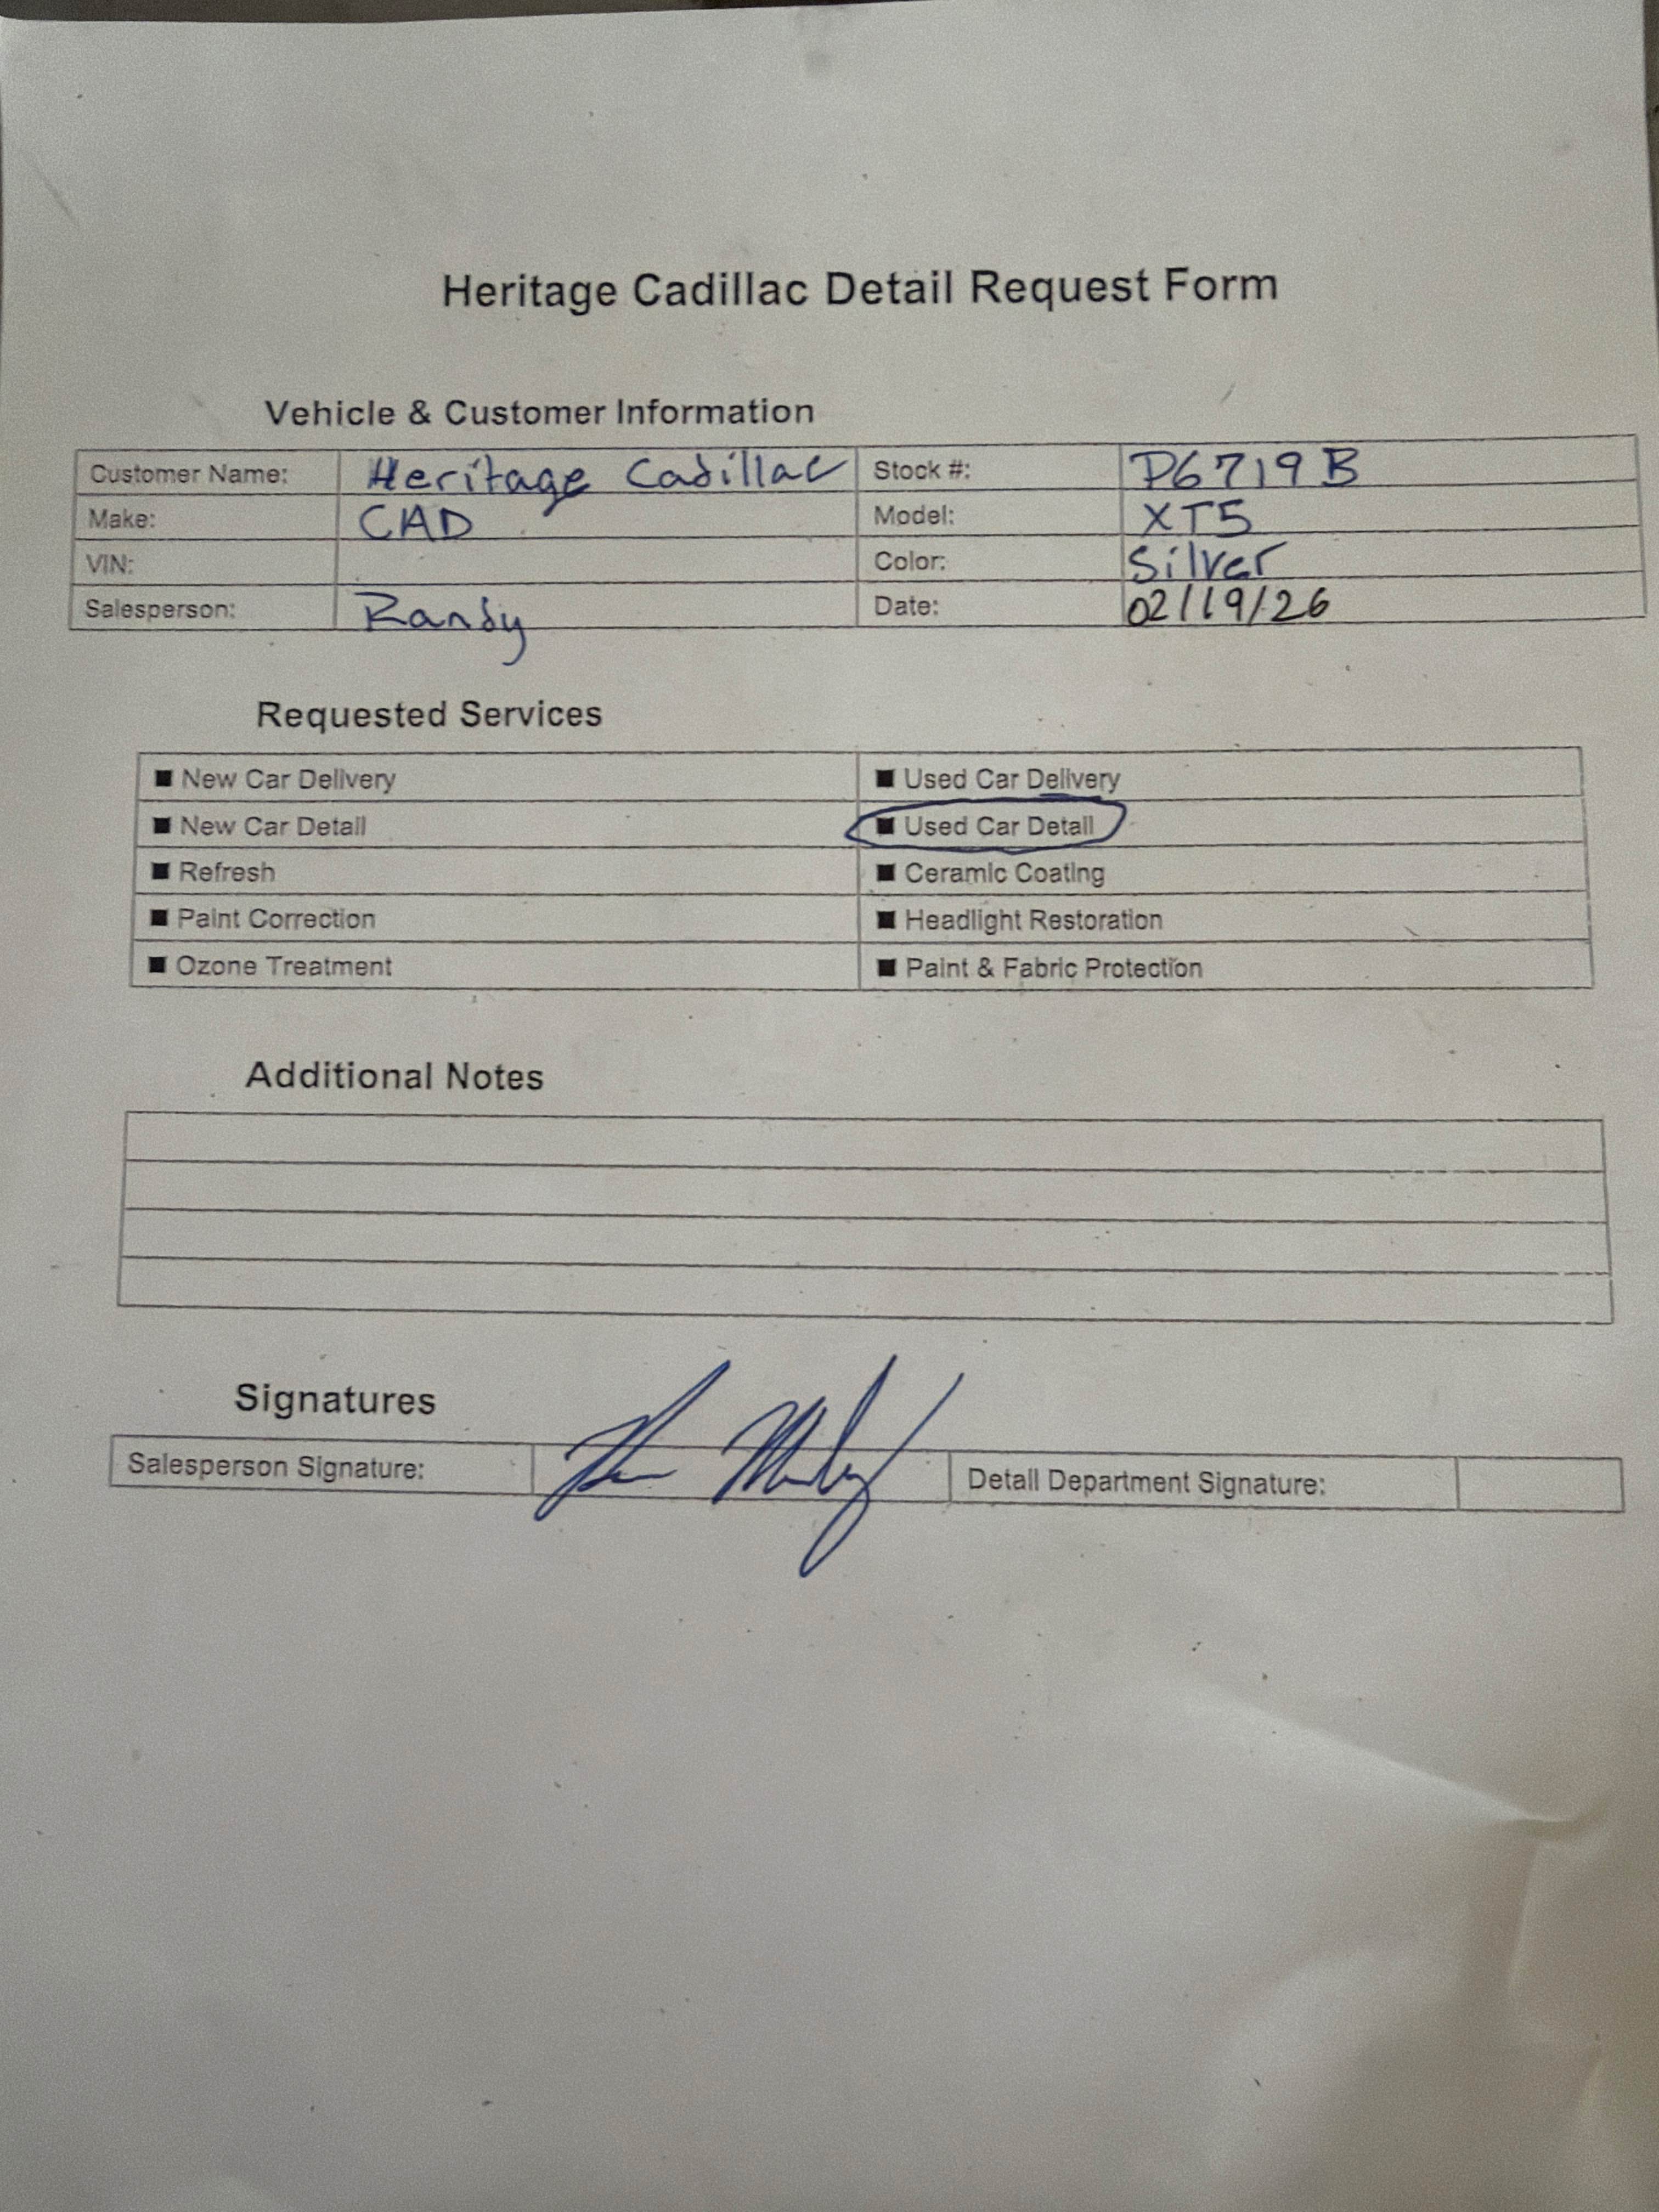 Heritage Cadillac Detail Request Form
Vehicle & Customer Information
Customer Name: Heritage Cadillac Stock #: P6719B
Make: CAD Model: XT5
VIN: Color: Silver
Salesperson: Randy Date: 02/19/26
Requested Services
■ New Car Delivery ■ Used Car Delivery
■ New Car Detail ■ Used Car Detail
■ Refresh ■ Ceramic Coating
■ Paint Correction ■ Headlight Restoration
■ Ozone Treatment ■ Paint & Fabric Protection
Additional Notes
Signatures
Salesperson Signature: Detail Department Signature: